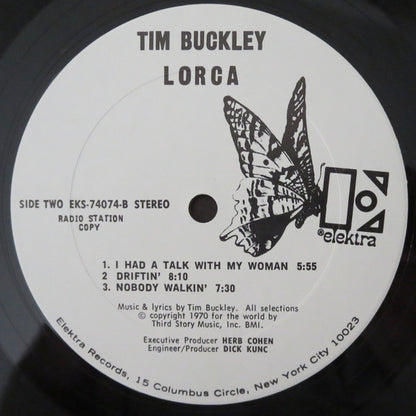 TIM BUCKLEY
LORCA
SIDE TWO EKS-74074-B STEREO
RADIO STATION
COPY
elektra
1. I HAD A TALK WITH MY WOMAN 5:55
2 DRIFTIN' 8:10
3. NOBODY WALKIN' 7:30
Music & lyrics by Tim Buckley. All selections
© copyright 1970 for the world by
Third Story Music, Inc. BMI.
Executive Producer HERB COHEN
Engineer/Producer DICK KUNC
Elektra Records, 15 Columbus Circle, New York City 10023